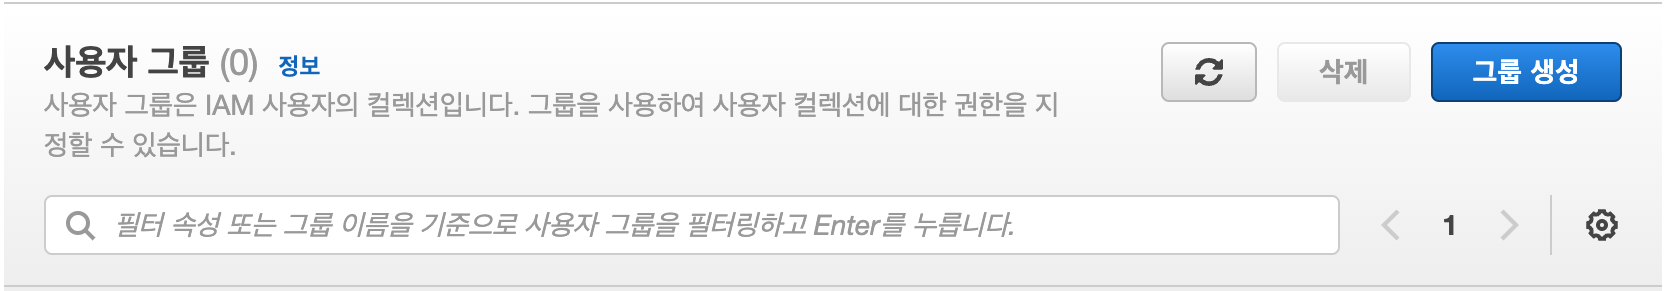 사용자 그룹 (0) 정보
삭제
그룹 생성
사용자 그룹은 IAM 사용자의 컬렉션입니다. 그룹을 사용하여 사용자 컬렉션에 대한 권한을 지
정할 수 있습니다.
필터 속성 또는 그룹 이름을 기준으로 사용자 그룹을 필터링하고 Enter를 누릅니다.
1